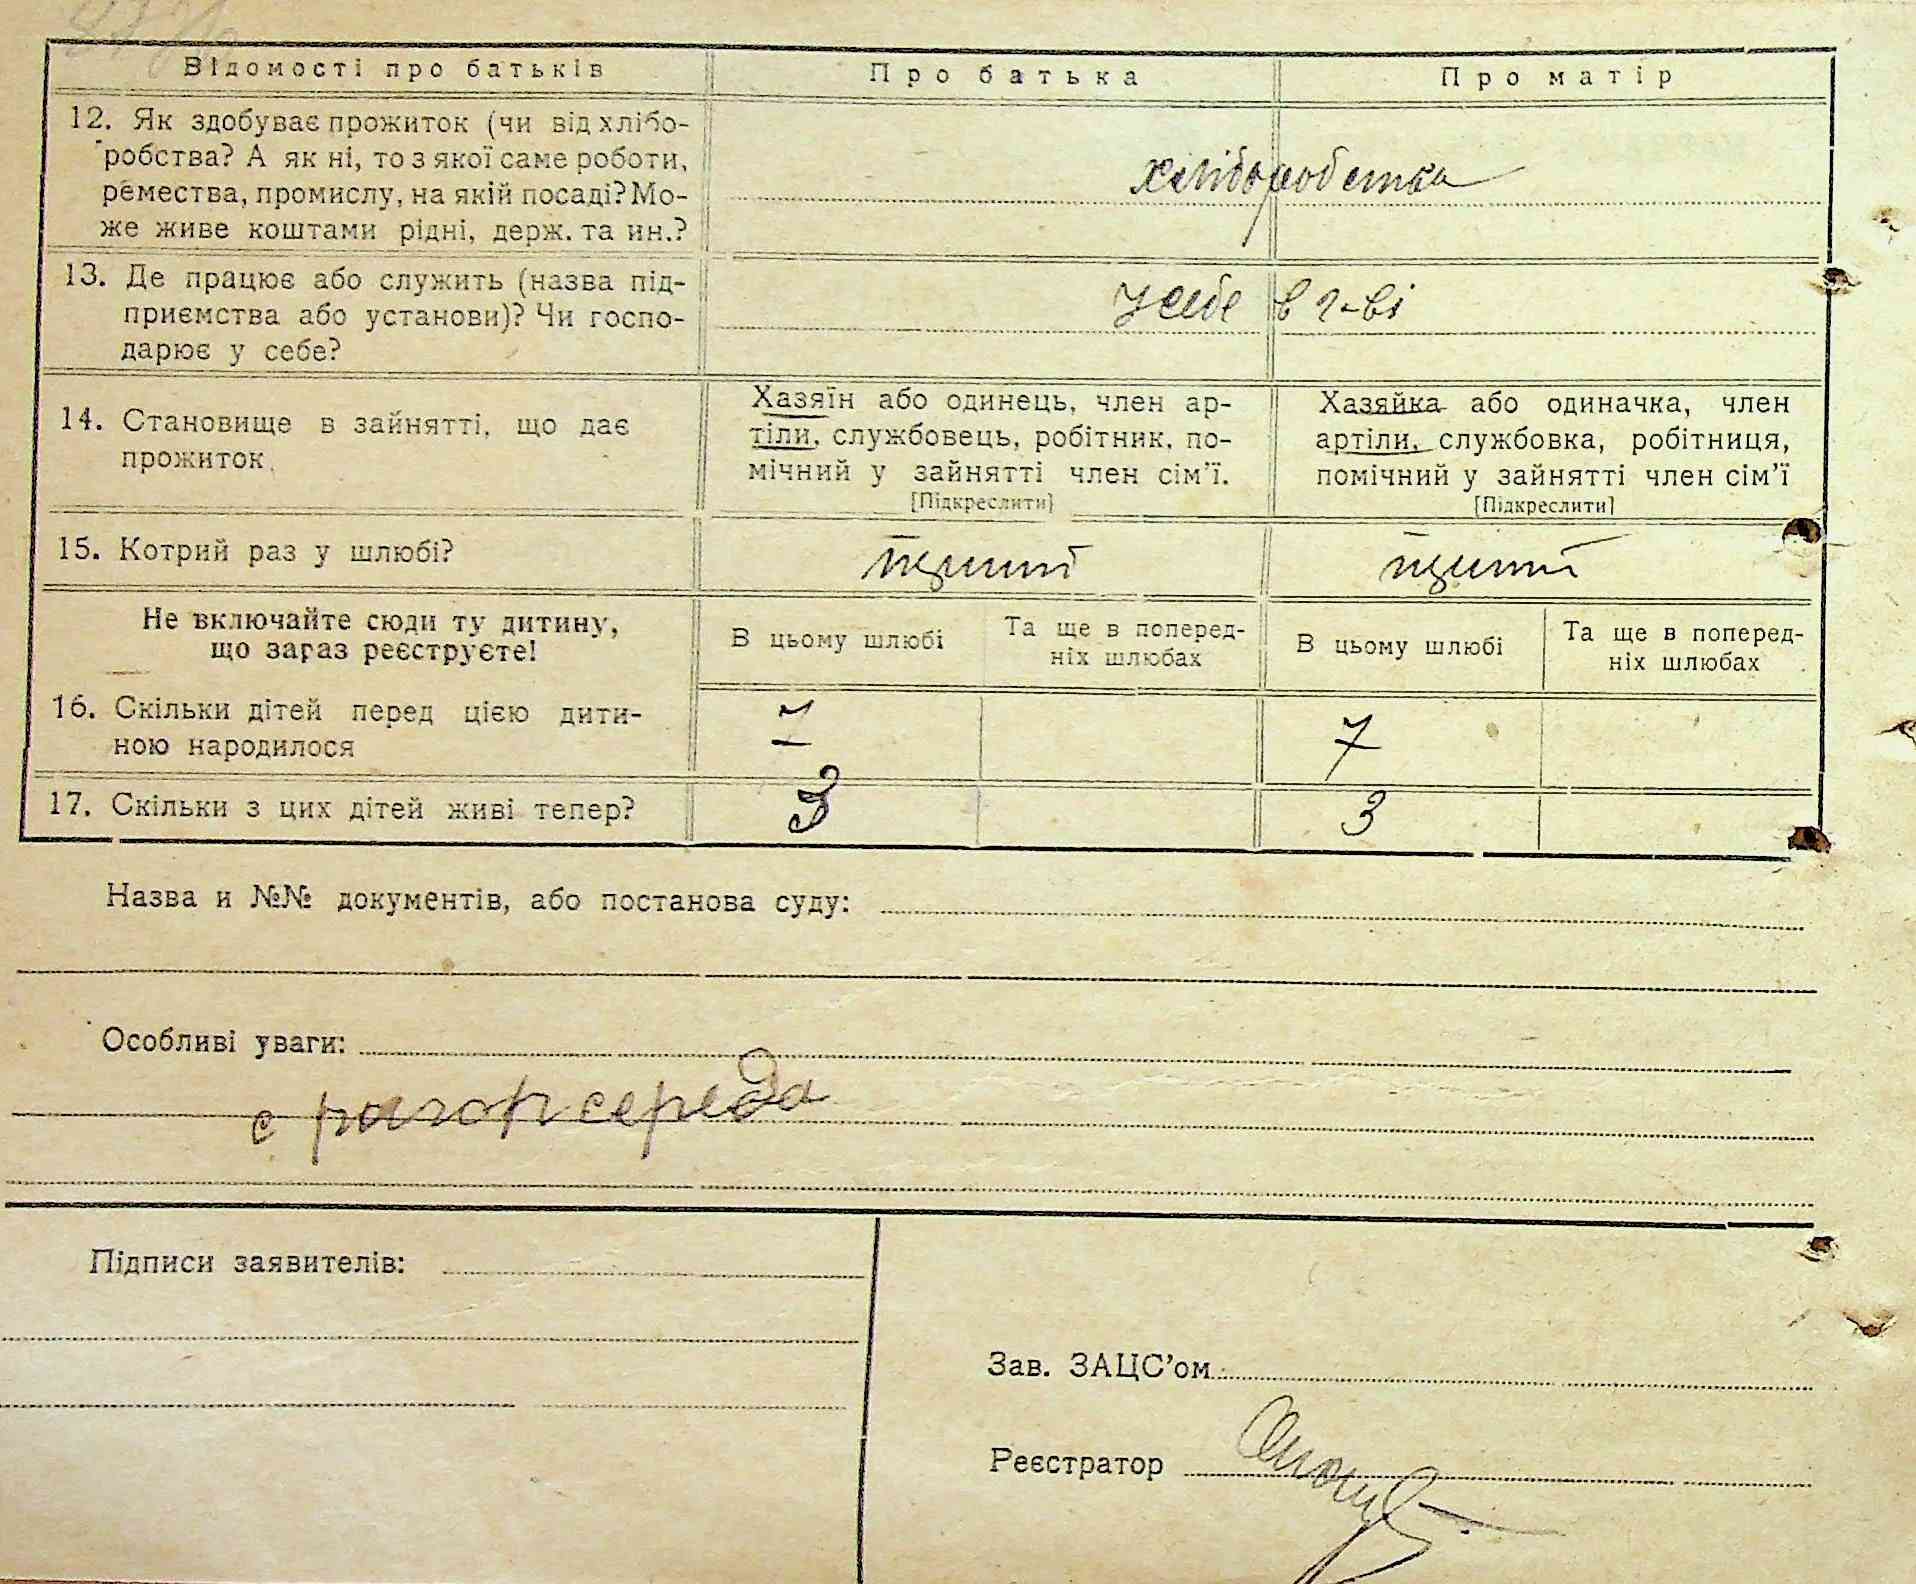 Відомості про батьків
Про батька
Про матір
12. Як здобуває прожиток (чи від хлібо-
робства? А як ні, то з якої саме роботи,
ремества, промислу, на якій посаді? Мо-
же живе коштами рідні, держ. та ин.?
хліборобства
13. Де працює або служить (назва під-
приємства або установи)? Чи госпо-
дарює у себе?
у себе в г-ві
14. Становище в зайнятті, що дає
прожиток
Хазяїн або одинець, член ар-
тіли, службовець, робітник, по-
мічний у зайнятті член сім'ї.
[Підкреслити]
Хазяйка або одиначка, член
артіли, службовка, робітниця,
помічний у зайнятті член сім'ї
[Підкреслити]
15. Котрий раз у шлюбі?
Не включайте сюди ту дитину,
що зараз реєструєте!
В цьому шлюбі
Та ще в поперед-
ніх шлюбах
В цьому шлюбі
Та ще в поперед-
ніх шлюбах
16. Скільки дітей перед цією дити-
ною народилося
7
7
17. Скільки з цих дітей живі тепер?
3
3
Назва и №№ документів, або постанова суду:
Особливі уваги:
середа
Підписи заявителів:
Зав. ЗАЦС'ом
Реєстратор